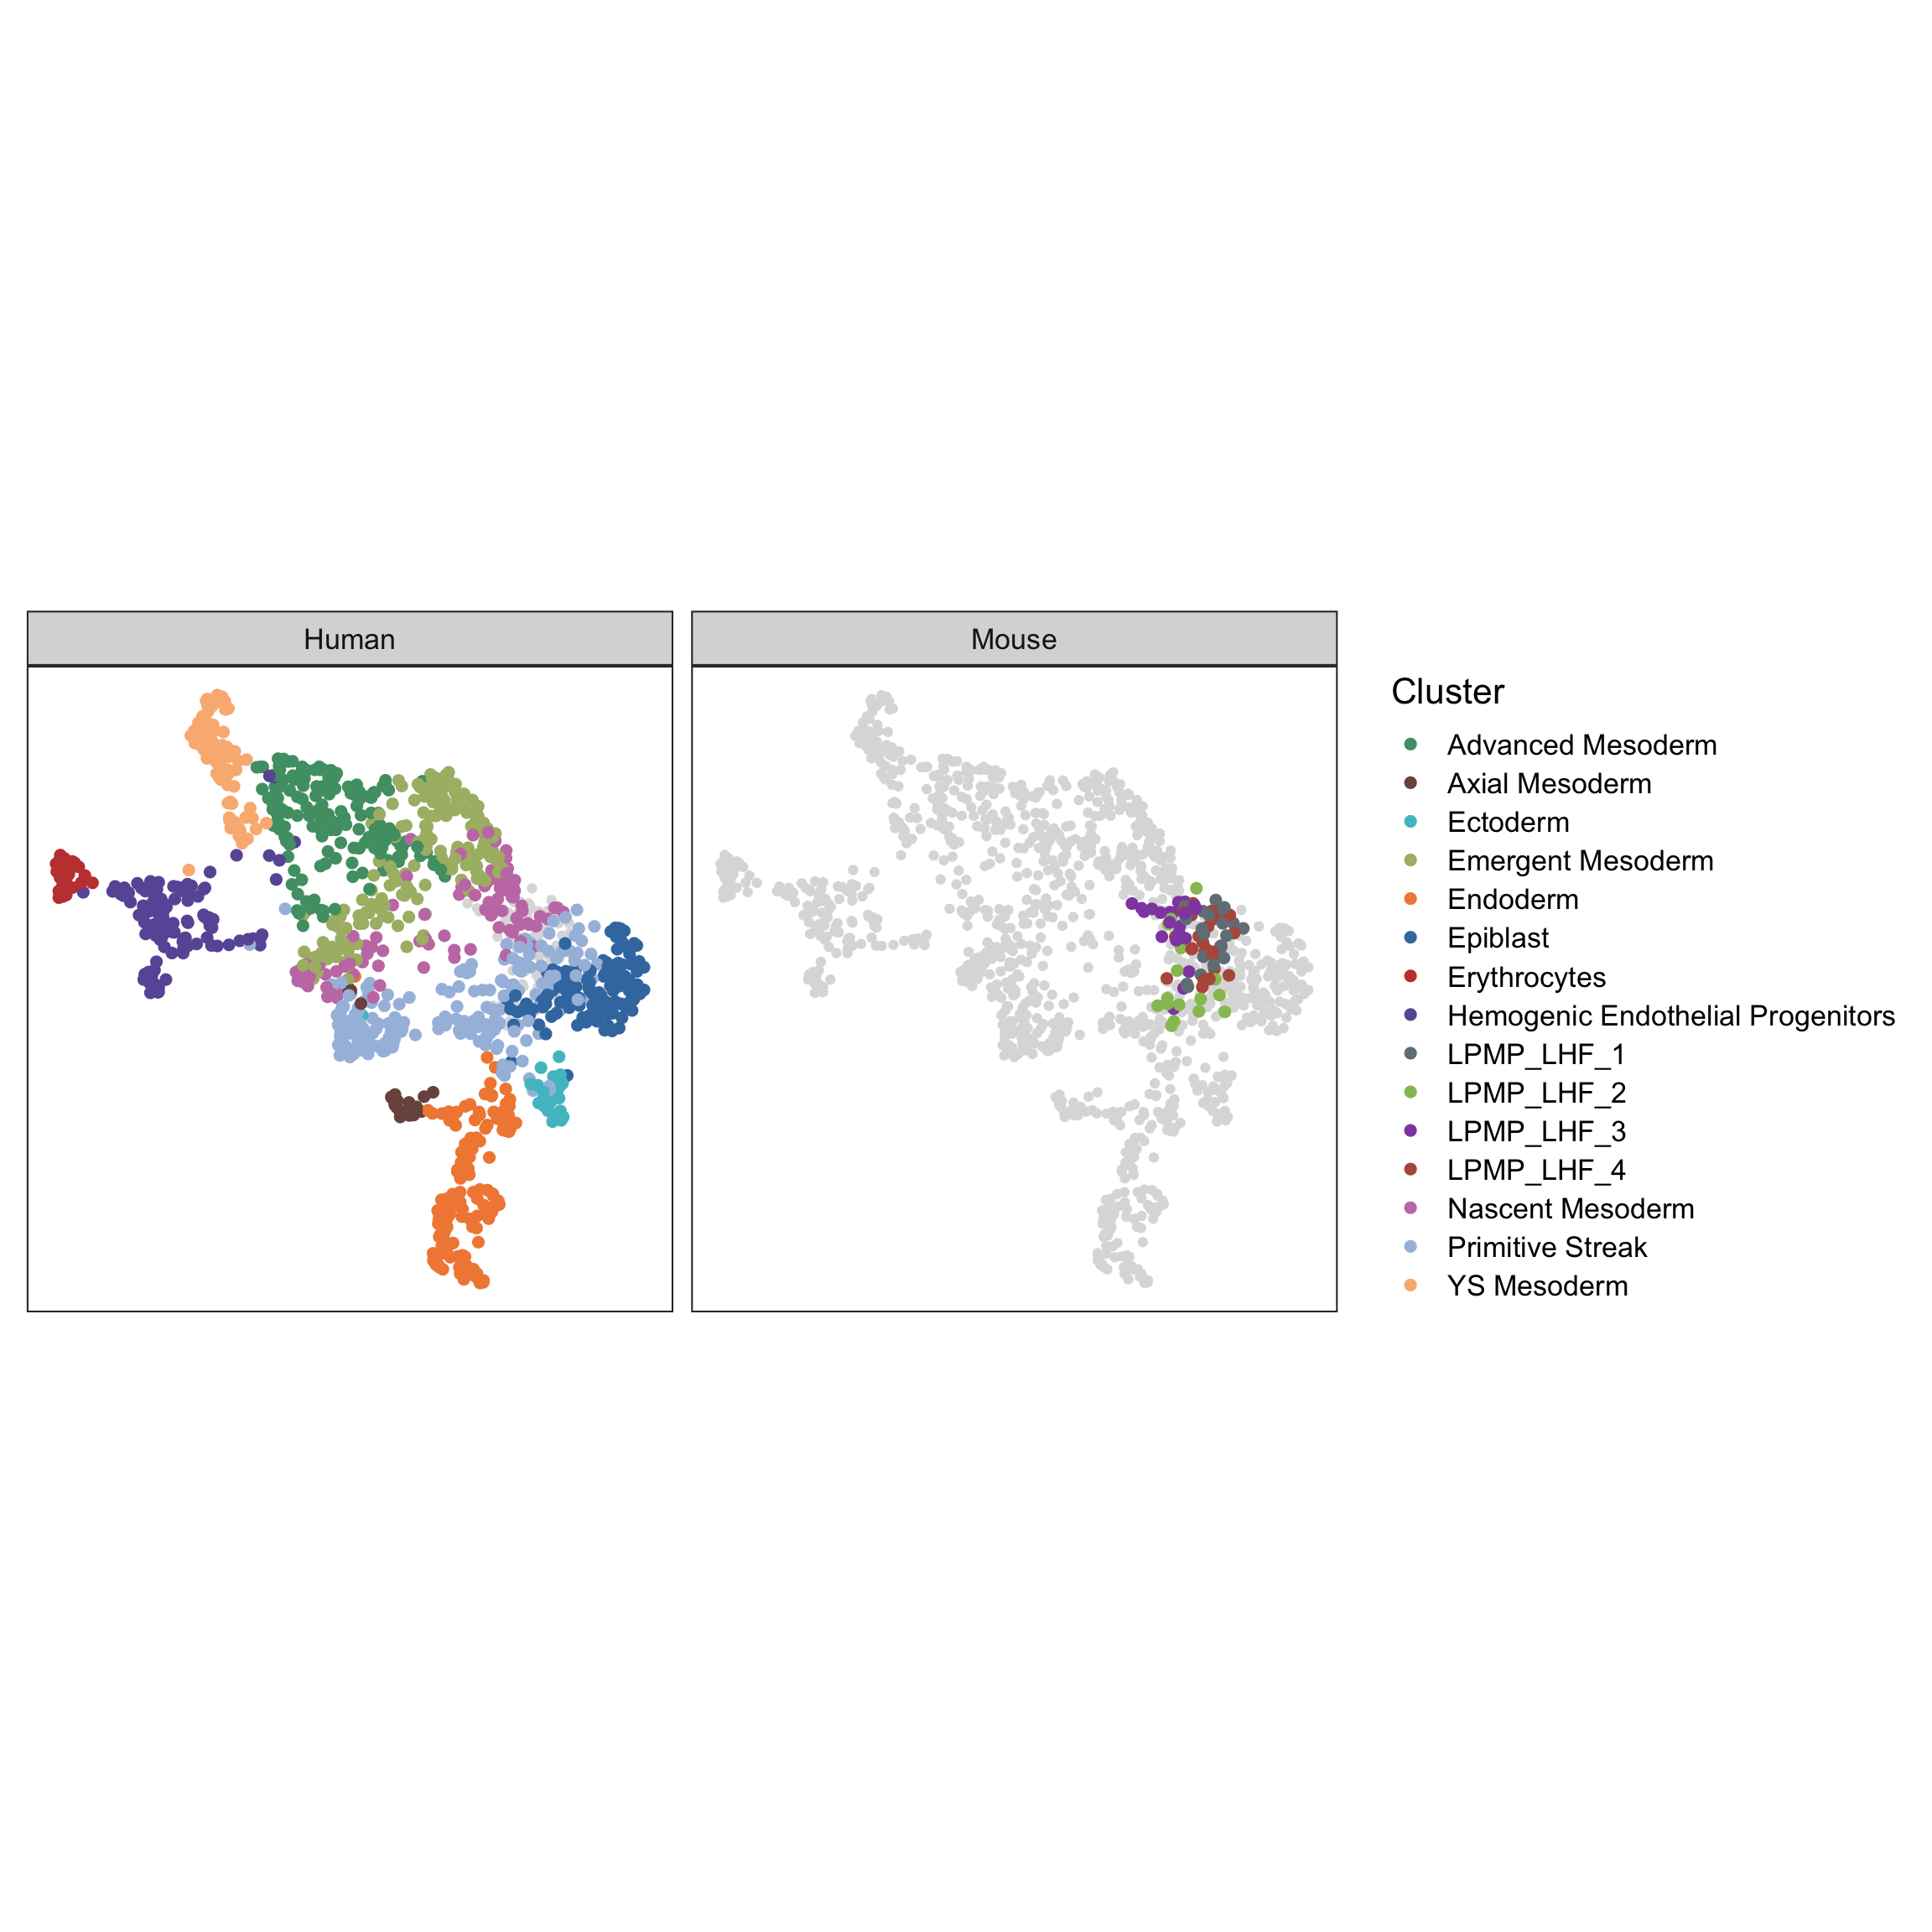 Human
Mouse
Cluster
Advanced Mesoderm
Axial Mesoderm
Ectoderm
Emergent Mesoderm
Endoderm
Epiblast
Erythrocytes
Hemogenic Endothelial Progenitors
LPMP_LHF_1
LPMP_LHF_2
LPMP_LHF_3
LPMP_LHF_4
Nascent Mesoderm
Primitive Streak
YS Mesoderm